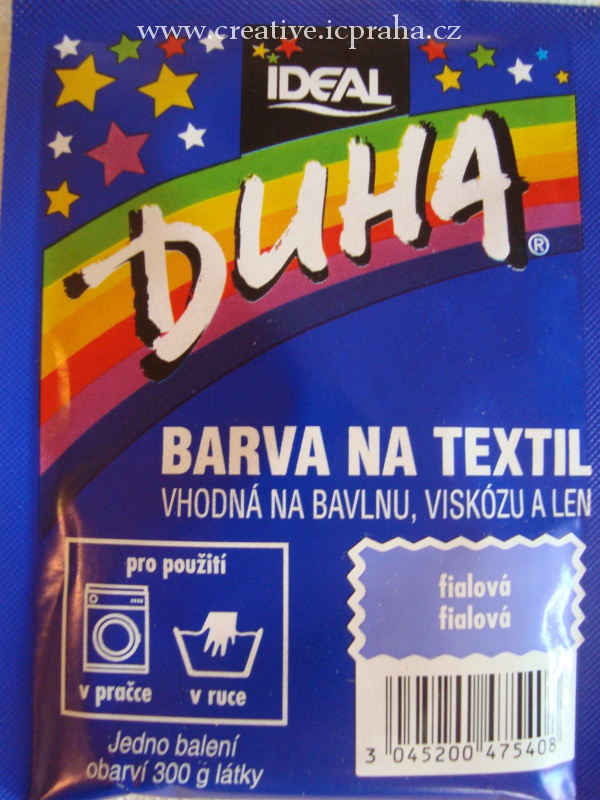 www.creative.icpraha.cz
IDEAL
DUHA®
BARVA NA TEXTIL
VHODNÁ NA BAVLNU, VISKÓZU A LEN
pro použití
v pračce
v ruce
Jedno balení
obarví 300 g látky
fialová
fialová
3 045200 475408